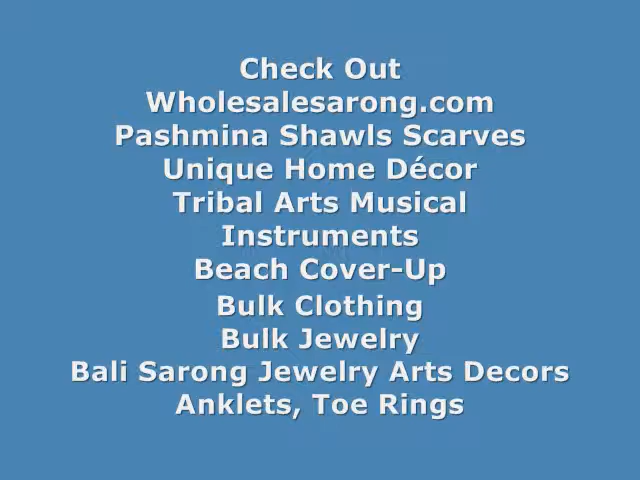 Check Out
Wholesalesarong.com
Pashmina Shawls Scarves
Unique Home Décor
Tribal Arts Musical
Instruments
Beach Cover-Up
Bulk Clothing
Bulk Jewelry
Bali Sarong Jewelry Arts Decors
Anklets, Toe Rings